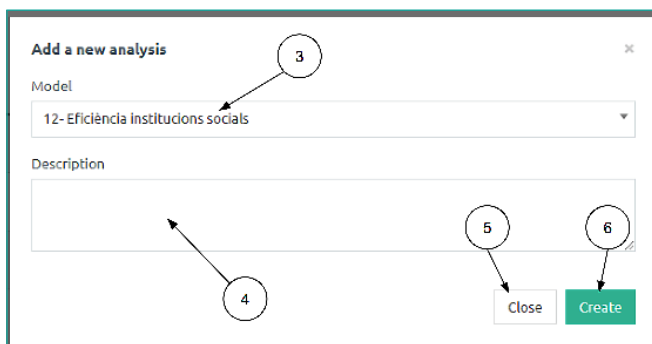 Add a new analysis
×
3
Model
12- Eficiència institucions socials
Description
4
5
6
Close
Create